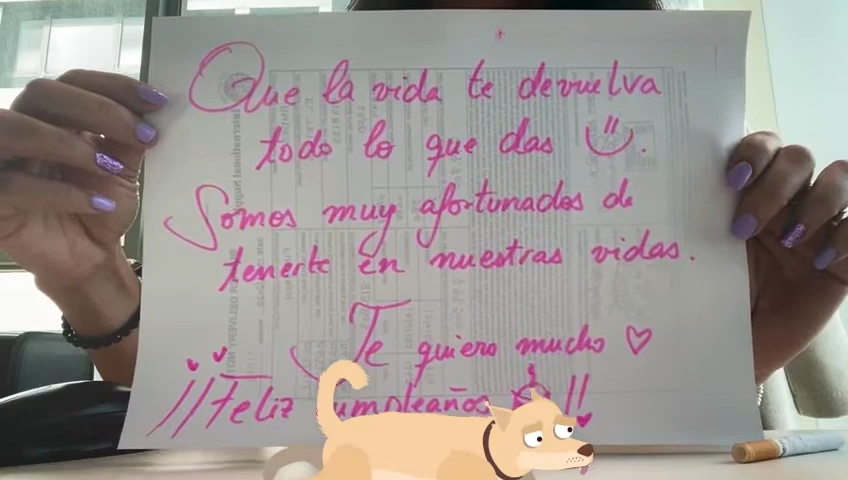 Que la vida te devuelva
todo lo que das
Somos muy afortunados de
tenerte en nuestras vidas.
Te quiero mucho ♡
¡¡Feliz cumpleaños !!